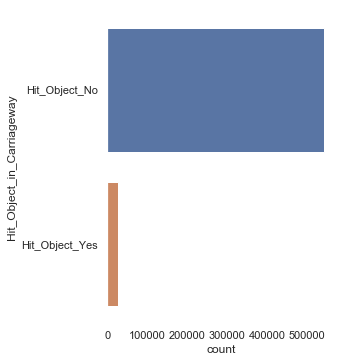 Hit_Object_in_Carriageway
Hit_Object_No
Hit_Object_Yes
0 100000 200000 300000 400000 500000
count